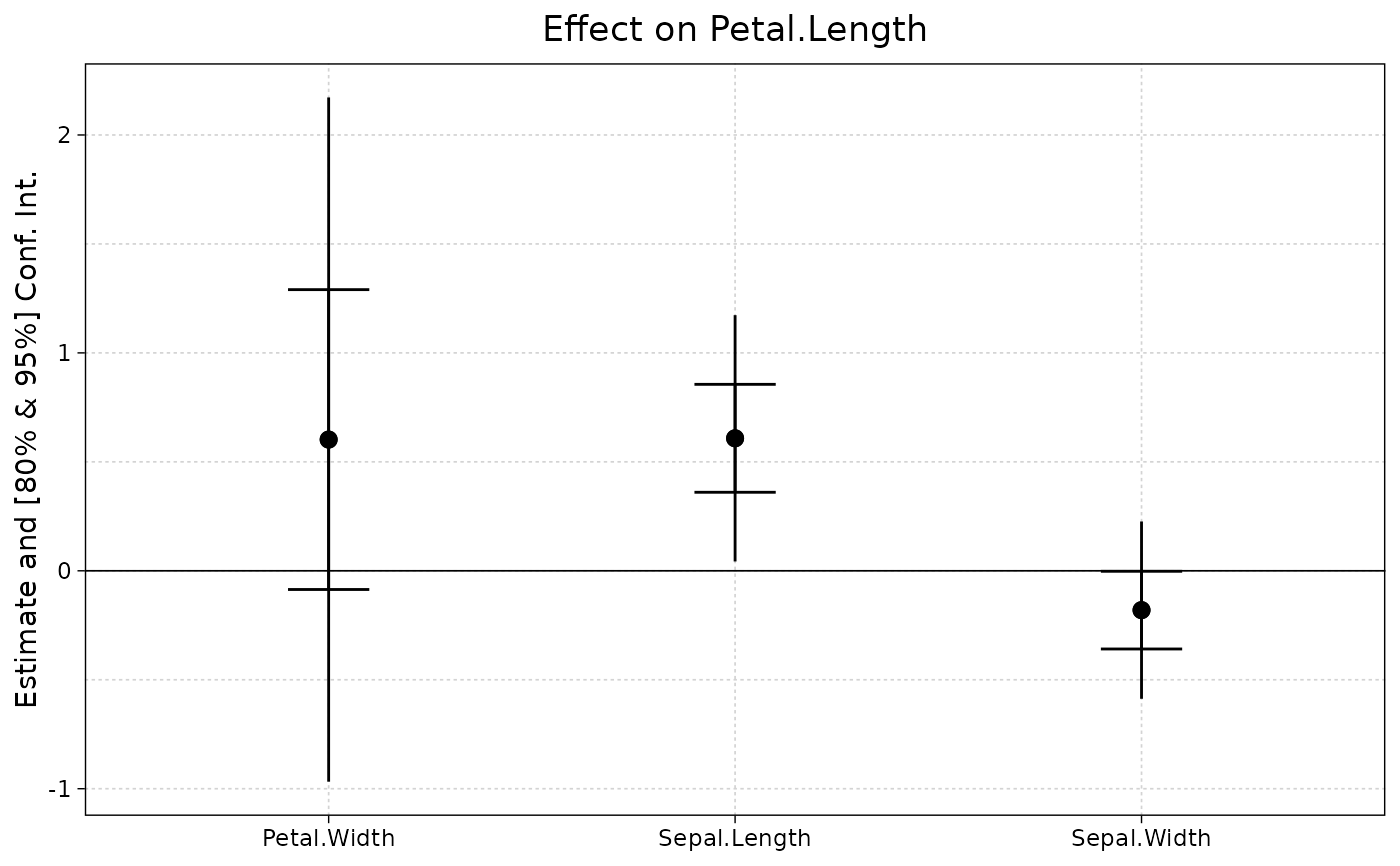 Effect on Petal.Length
Estimate and [80% & 95%] Conf. Int.
2
1
0
-1
Petal.Width
Sepal.Length
Sepal.Width